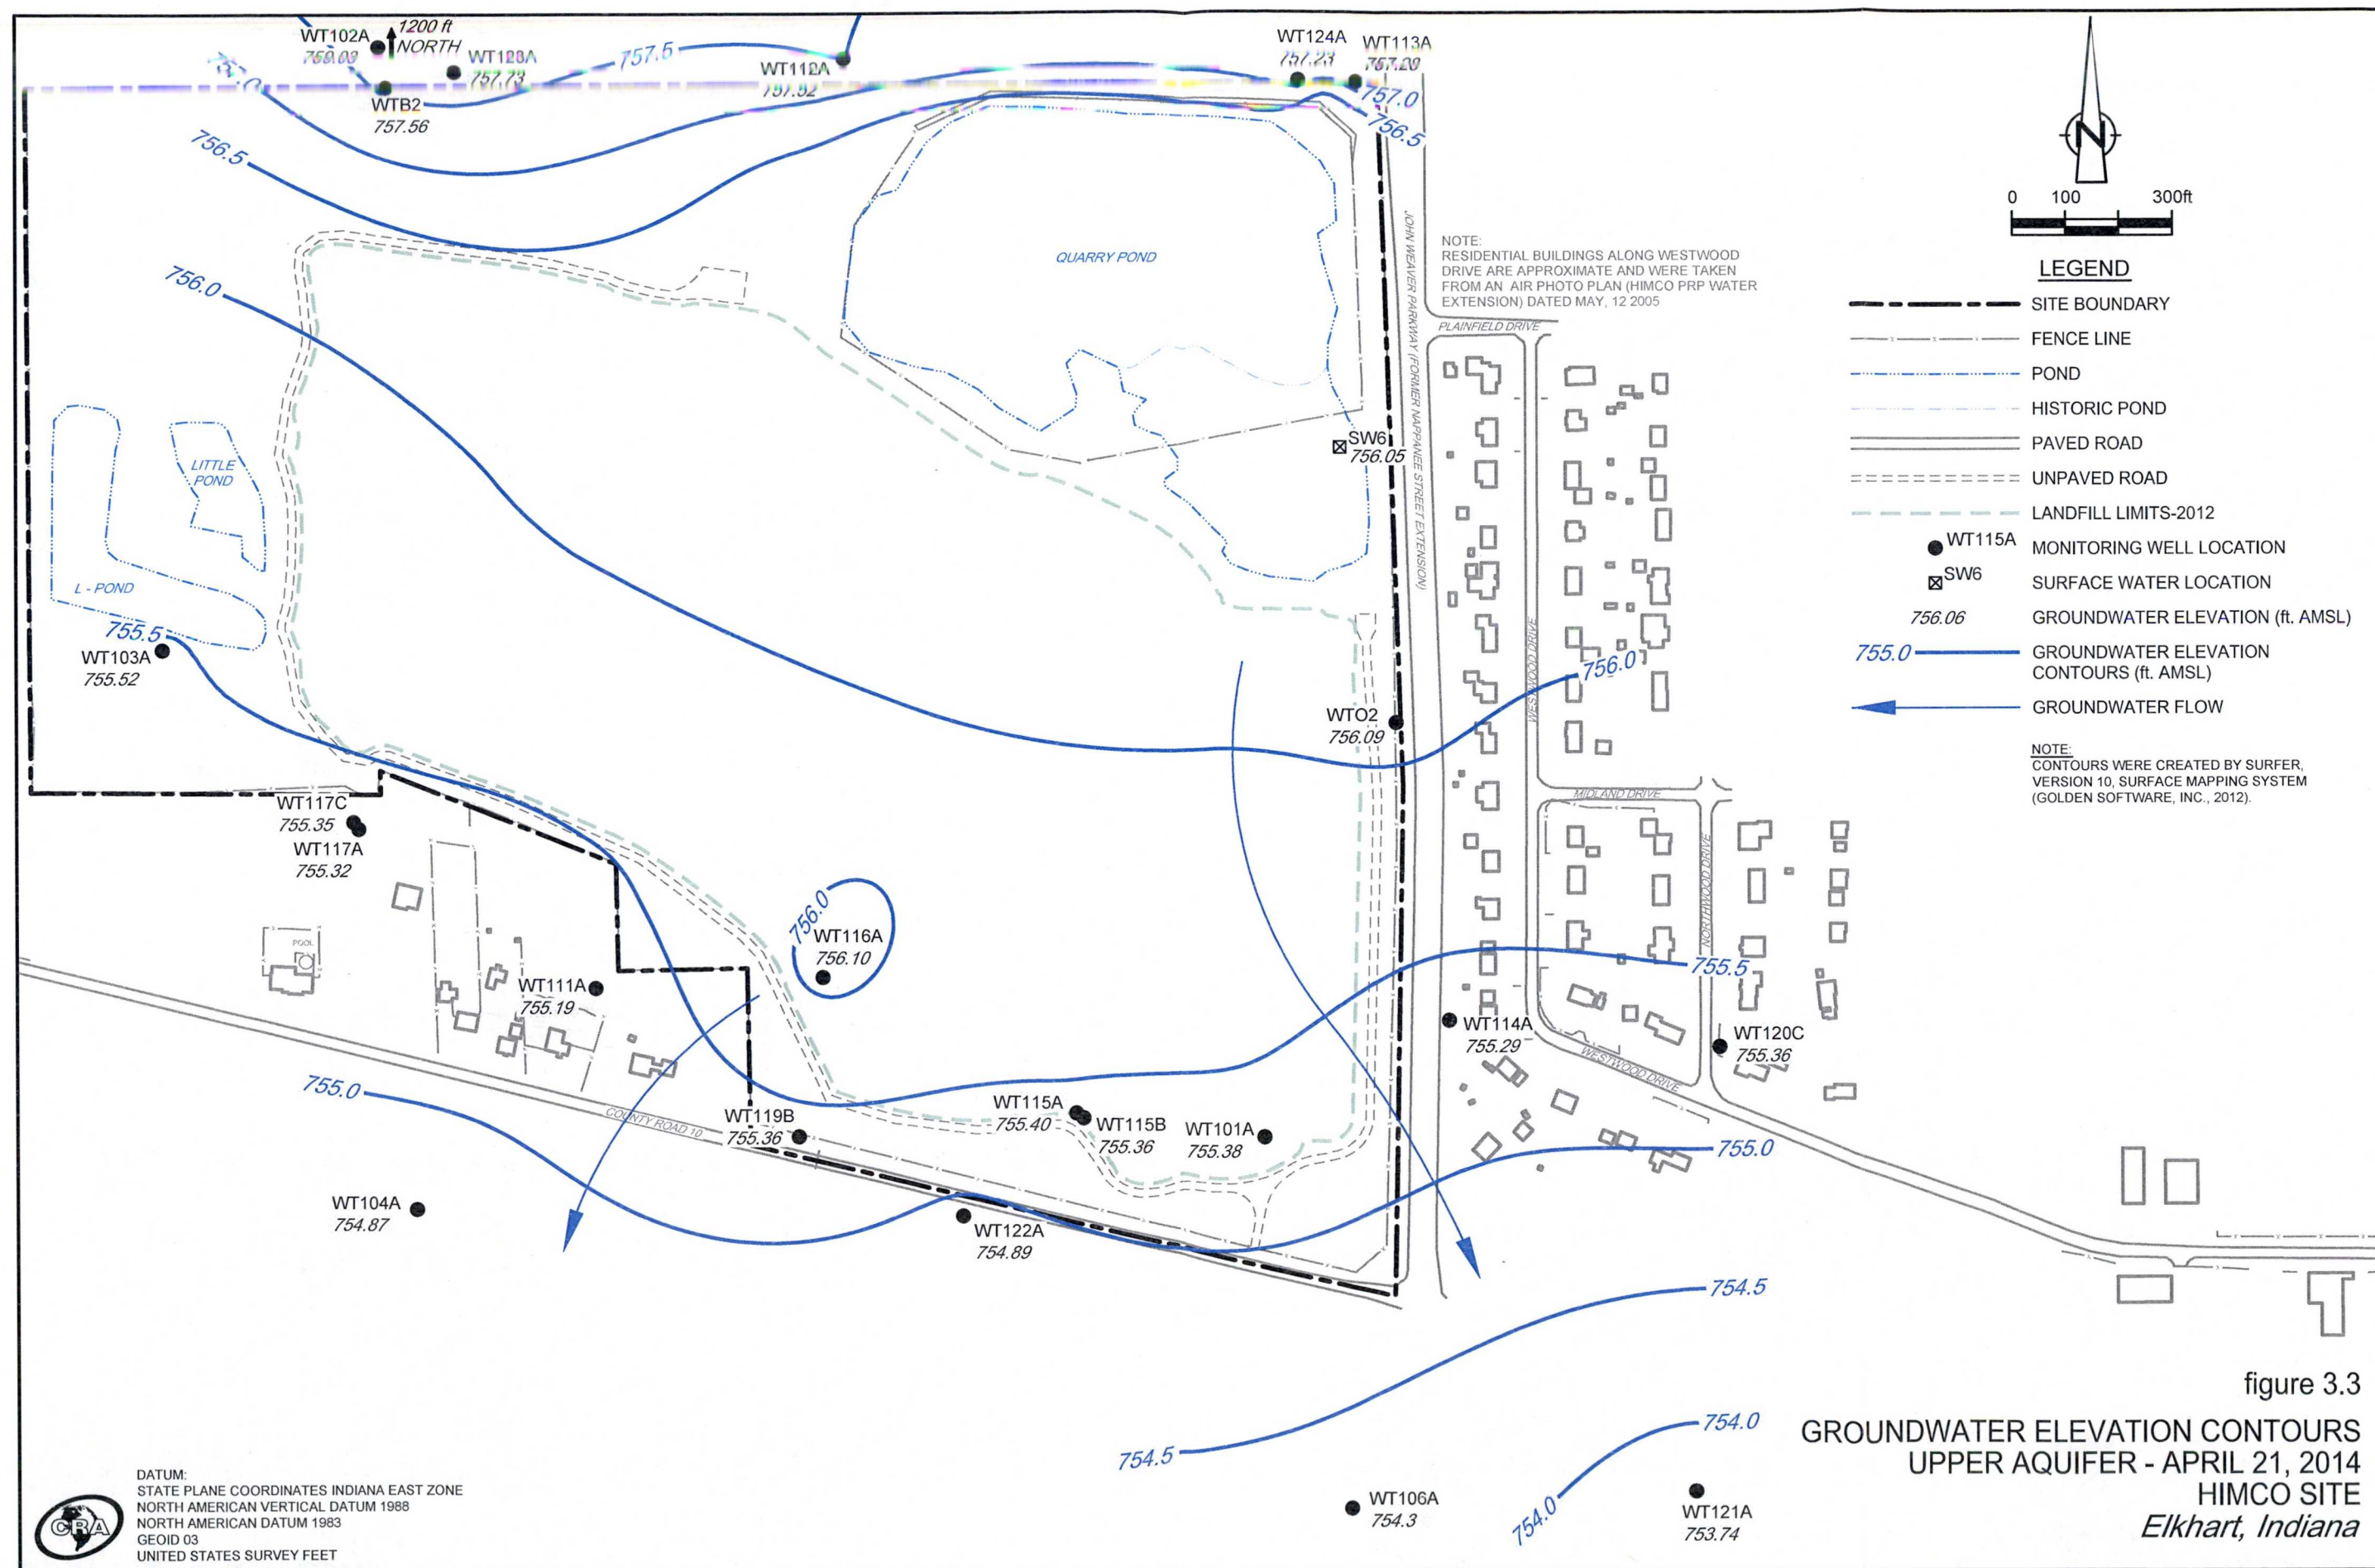 WT102A
1200 ft
NORTH
WT112A
WTB2
757.56
757.5
WT124A
WT113A
757.0
756.5
756.5
756.0
QUARRY POND
JOHN WEAVER PARKWAY (FORMER NAPPANEE STREET EXTENSION)
NOTE:
RESIDENTIAL BUILDINGS ALONG WESTWOOD
DRIVE ARE APPROXIMATE AND WERE TAKEN
FROM AN AIR PHOTO PLAN (HIMCO PRP WATER
EXTENSION) DATED MAY, 12 2005
PLAINFIELD DRIVE
N
0 100 300ft
LEGEND
SITE BOUNDARY
FENCE LINE
POND
HISTORIC POND
PAVED ROAD
UNPAVED ROAD
LANDFILL LIMITS-2012
WT115A
MONITORING WELL LOCATION
SW6
SURFACE WATER LOCATION
756.06
GROUNDWATER ELEVATION (ft. AMSL)
755.0
GROUNDWATER ELEVATION
CONTOURS (ft. AMSL)
GROUNDWATER FLOW
NOTE:
CONTOURS WERE CREATED BY SURFER,
VERSION 10, SURFACE MAPPING SYSTEM
(GOLDEN SOFTWARE, INC., 2012).
SW6
756.05
LITTLE
POND
L - POND
755.5
WT103A
755.52
WESTWOOD DRIVE
756.0
WTO2
756.09
MIDLAND DRIVE
NORTHWOOD DRIVE
WT117C
755.35
WT117A
755.32
POOL
756.0
WT116A
756.10
WT111A
755.19
755.5
WT114A
755.29
WT120C
755.36
WESTWOOD DRIVE
755.0
COUNTY ROAD 10
WT119B
755.36
WT115A
755.40
WT115B
755.36
WT101A
755.38
755.0
WT104A
754.87
WT122A
754.89
754.5
754.5
754.0
754.0
WT106A
754.3
WT121A
753.74
figure 3.3
GROUNDWATER ELEVATION CONTOURS
UPPER AQUIFER - APRIL 21, 2014
HIMCO SITE
Elkhart, Indiana
CRA
DATUM:
STATE PLANE COORDINATES INDIANA EAST ZONE
NORTH AMERICAN VERTICAL DATUM 1988
NORTH AMERICAN DATUM 1983
GEOID 03
UNITED STATES SURVEY FEET